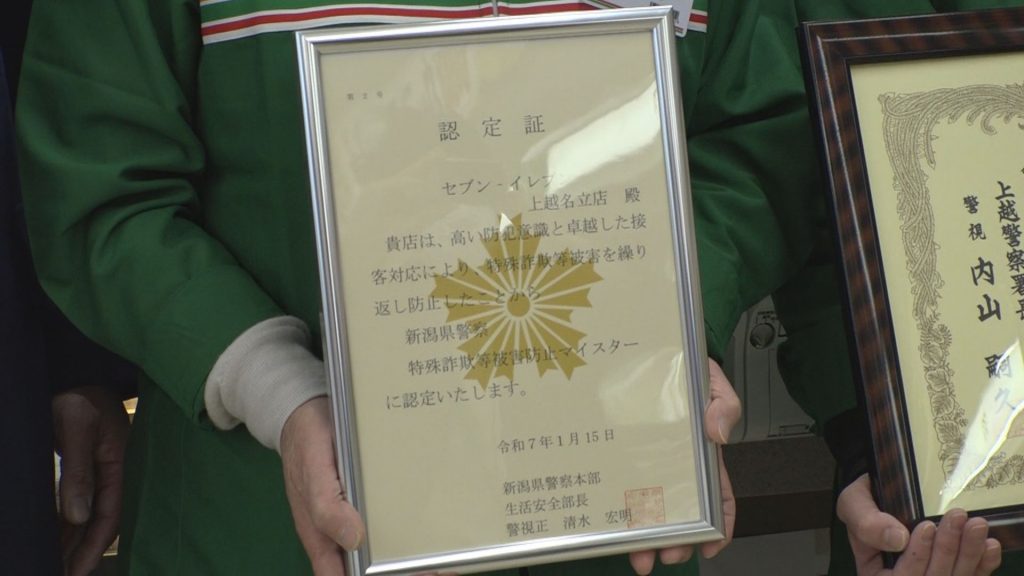 第２号
認定証
セブン‐イレブ
上越名立店　殿
貴店は、高い防犯意識と卓越した接
客対応により、特殊詐欺等被害を繰り
返し防止したことから
新潟県警察
特殊詐欺等被害防止マイスター
に認定いたします。
令和７年１月１５日
新潟県警察本部
生活安全部長
警視正　清水　宏明
上越警察署長
警視　内山